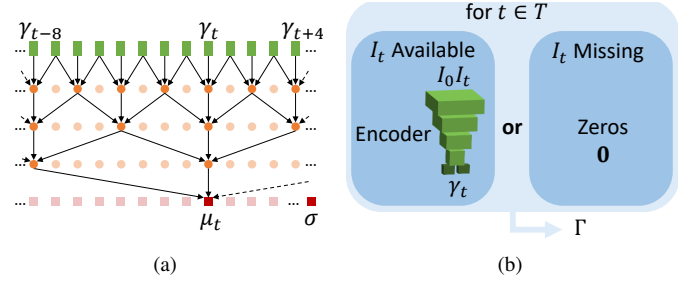 γt−8 γt γt+4
... ...
... ...
... ...
... ...
... ... σ
μt
(a)
for t ∈ T
It Available
I0It
Encoder
γt
or
It Missing
Zeros
0
Γ
(b)